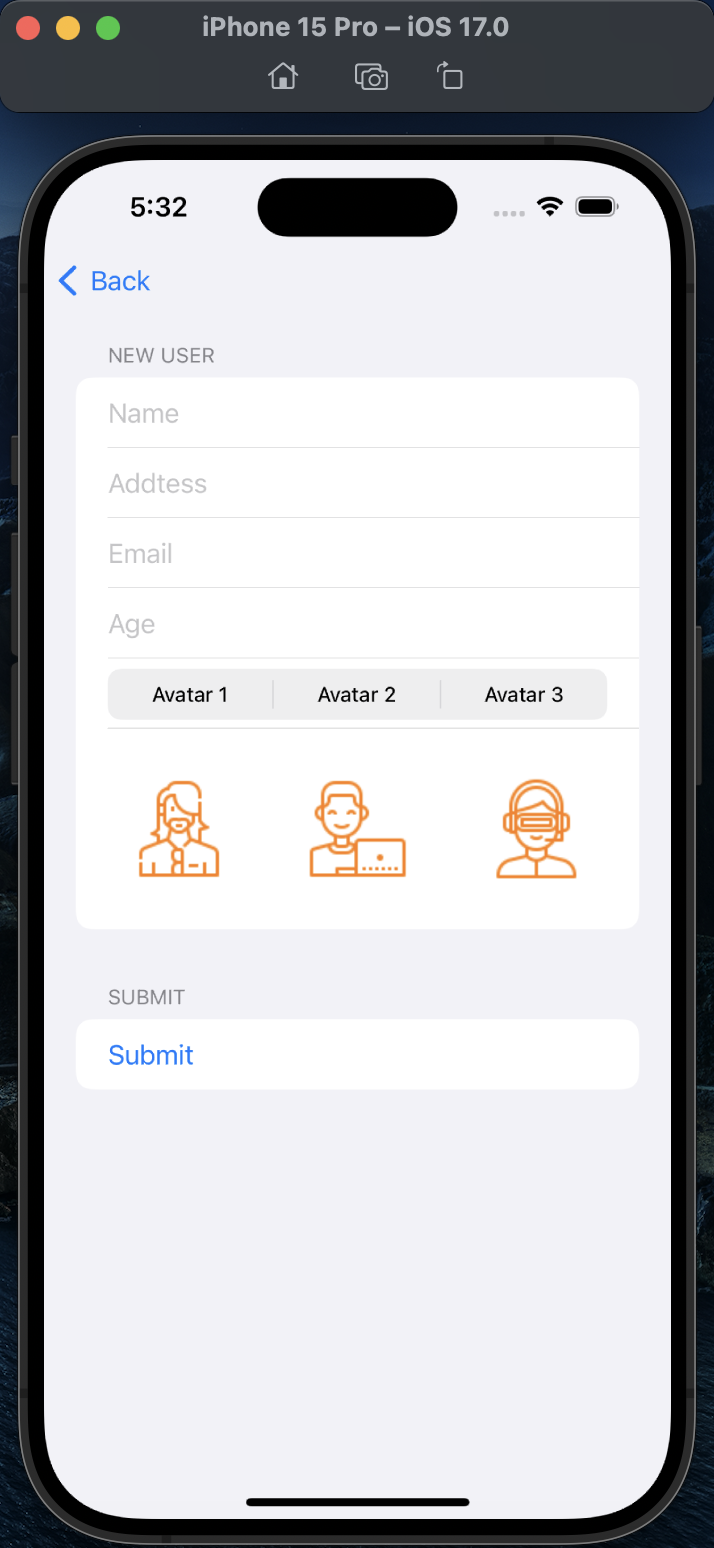 iPhone 15 Pro – iOS 17.0
5:32
Back
NEW USER
Name
Addtess
Email
Age
Avatar 1 Avatar 2 Avatar 3
SUBMIT
Submit